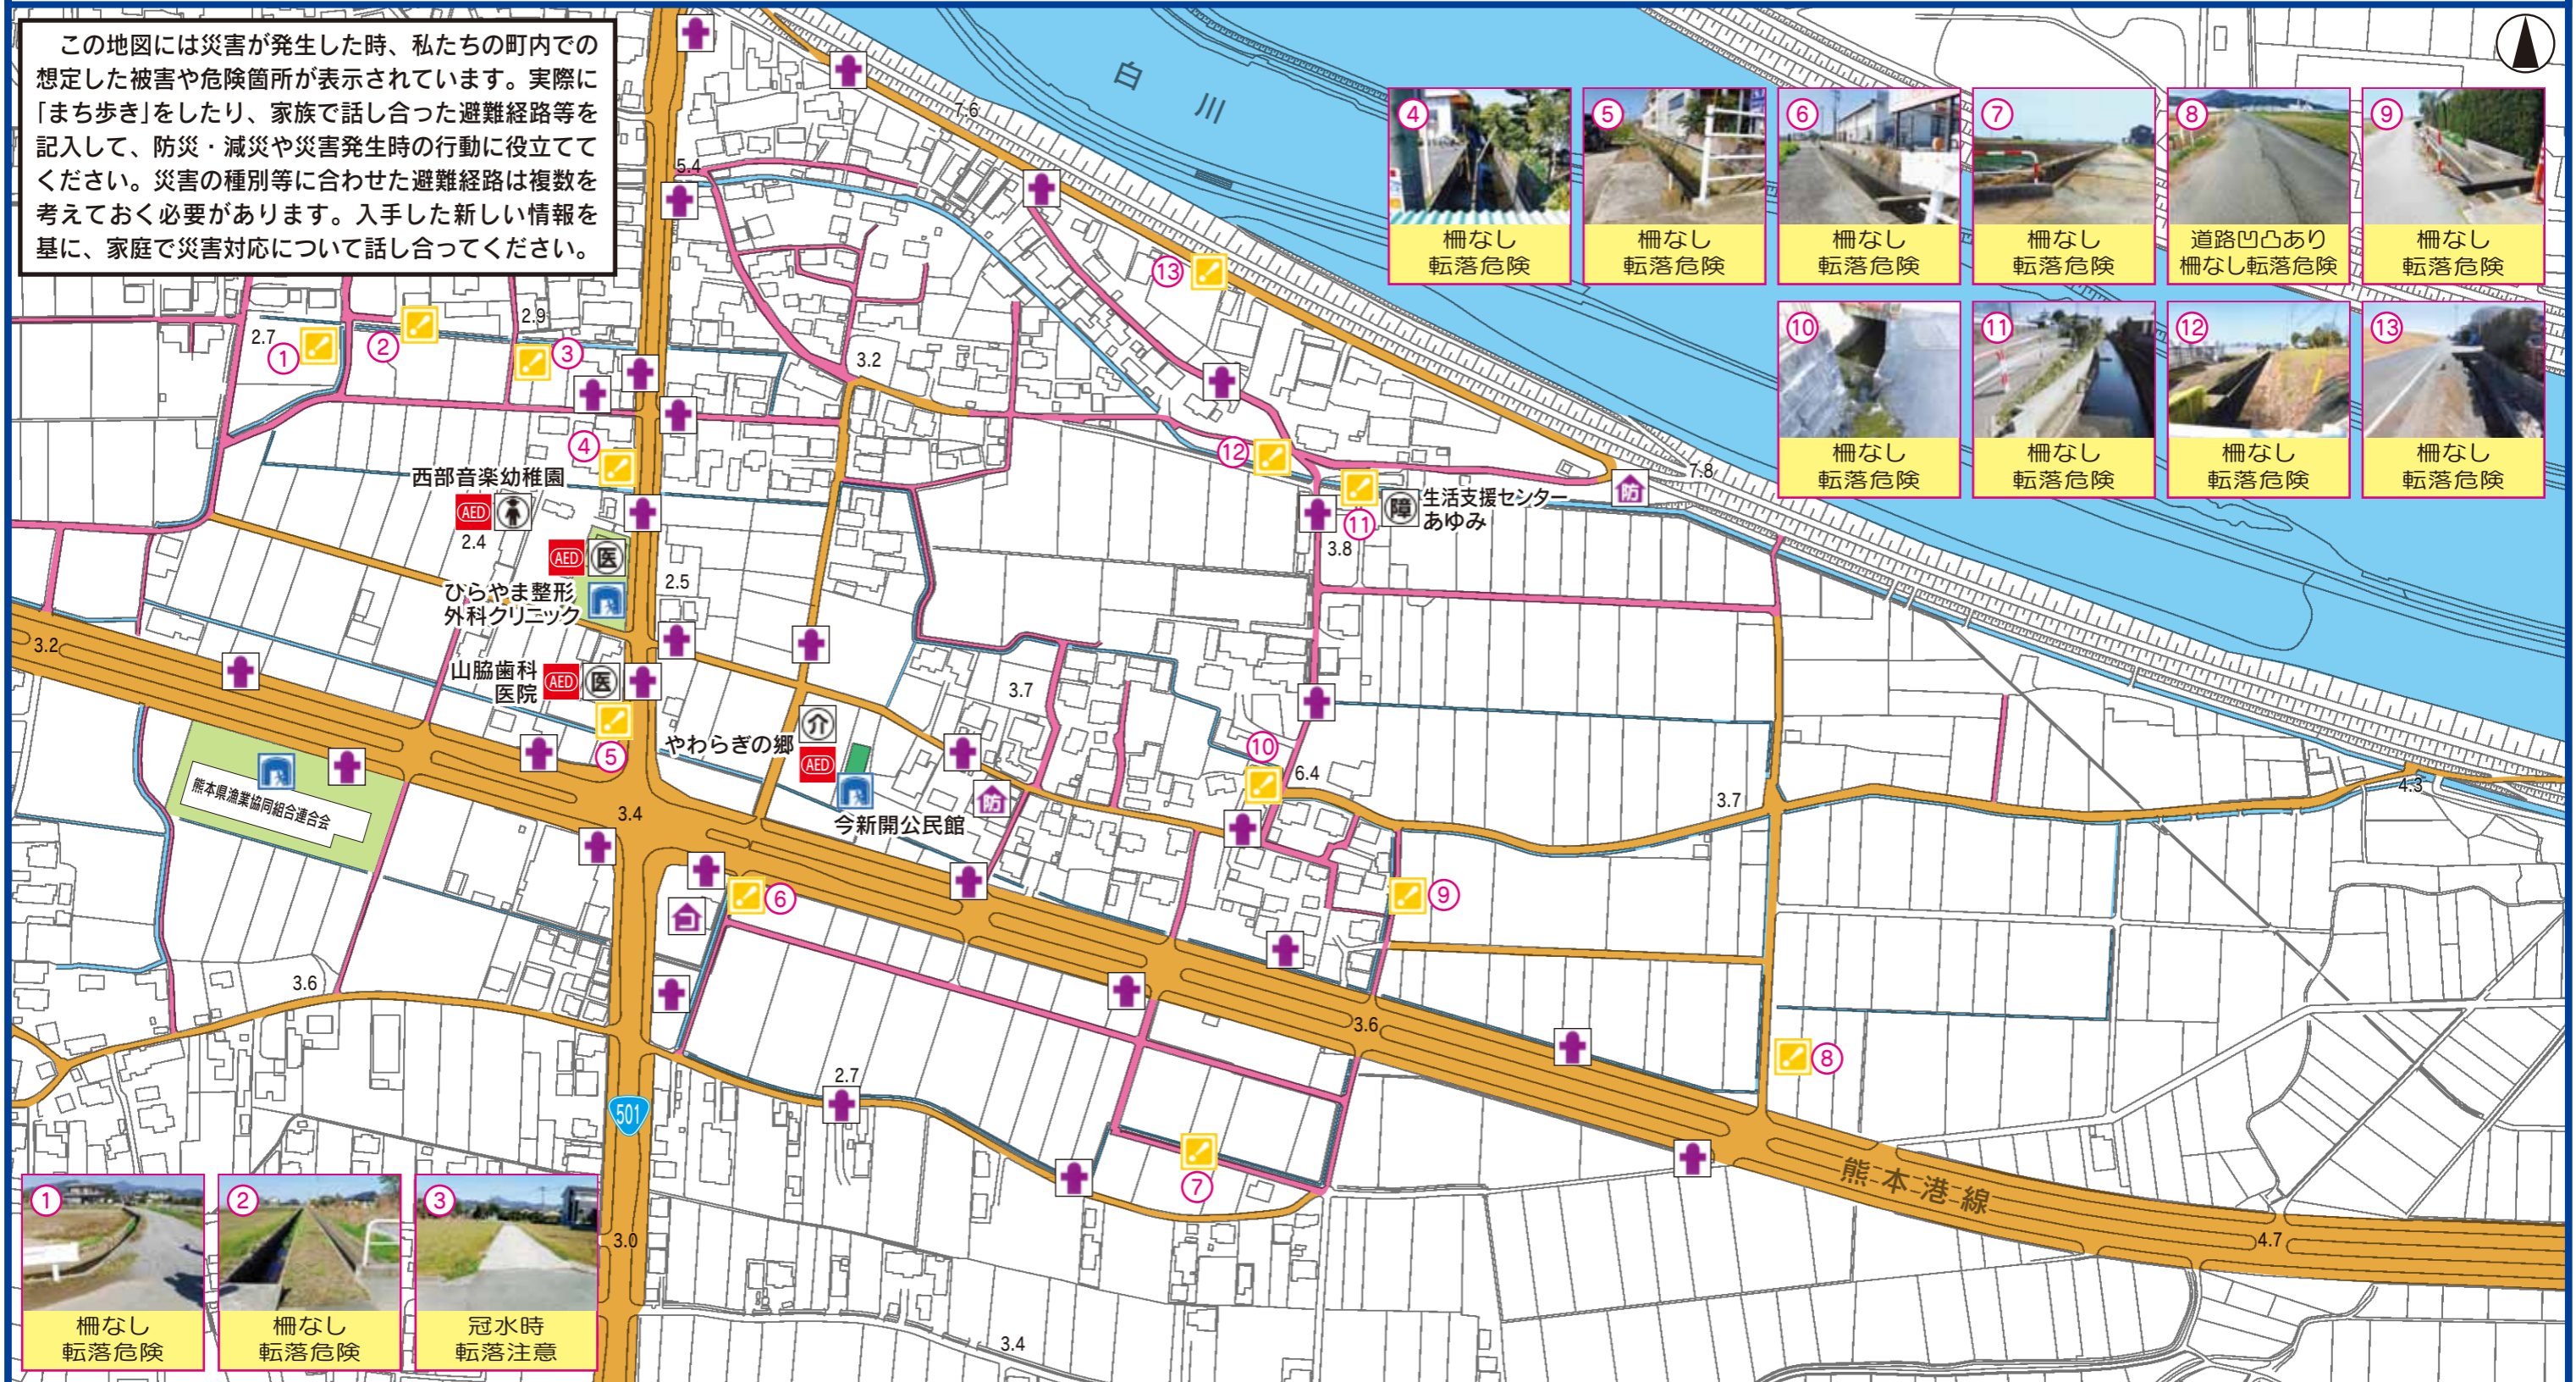 この地図には災害が発生した時、私たちの町内での
想定した被害や危険箇所が表示されています。実際に
「まち歩き」をしたり、家族で話し合った避難経路等を
記入して、防災・減災や災害発生時の行動に役立てて
ください。災害の種別等に合わせた避難経路は複数を
考えておく必要があります。入手した新しい情報を
基に、家庭で災害対応について話し合ってください。
白川
7.6
5.4
④
柵なし
転落危険
⑤
柵なし
転落危険
⑥
柵なし
転落危険
⑦
柵なし
転落危険
⑧
道路凹凸あり
柵なし転落危険
⑨
柵なし
転落危険
⑩
柵なし
転落危険
⑪
柵なし
転落危険
⑫
柵なし
転落危険
⑬
柵なし
転落危険
⑬
2.7
①
②
2.9
③
3.2
④
西部音楽幼稚園
AED
2.4
AED
医
ひらやま整形
外科クリニック
2.5
⑫
⑪
障
生活支援センター
あゆみ
3.8
防
7.8
3.2
山脇歯科
医院
AED
医
⑤
3.7
介
やわらぎの郷
AED
防
今新開公民館
⑩
6.4
3.7
4.3
熊本県漁業協同組合連合会
3.4
⑥
⑨
3.6
3.6
⑧
2.7
501
⑦
熊本港線
3.0
4.7
3.4
①
柵なし
転落危険
②
柵なし
転落危険
③
冠水時
転落注意